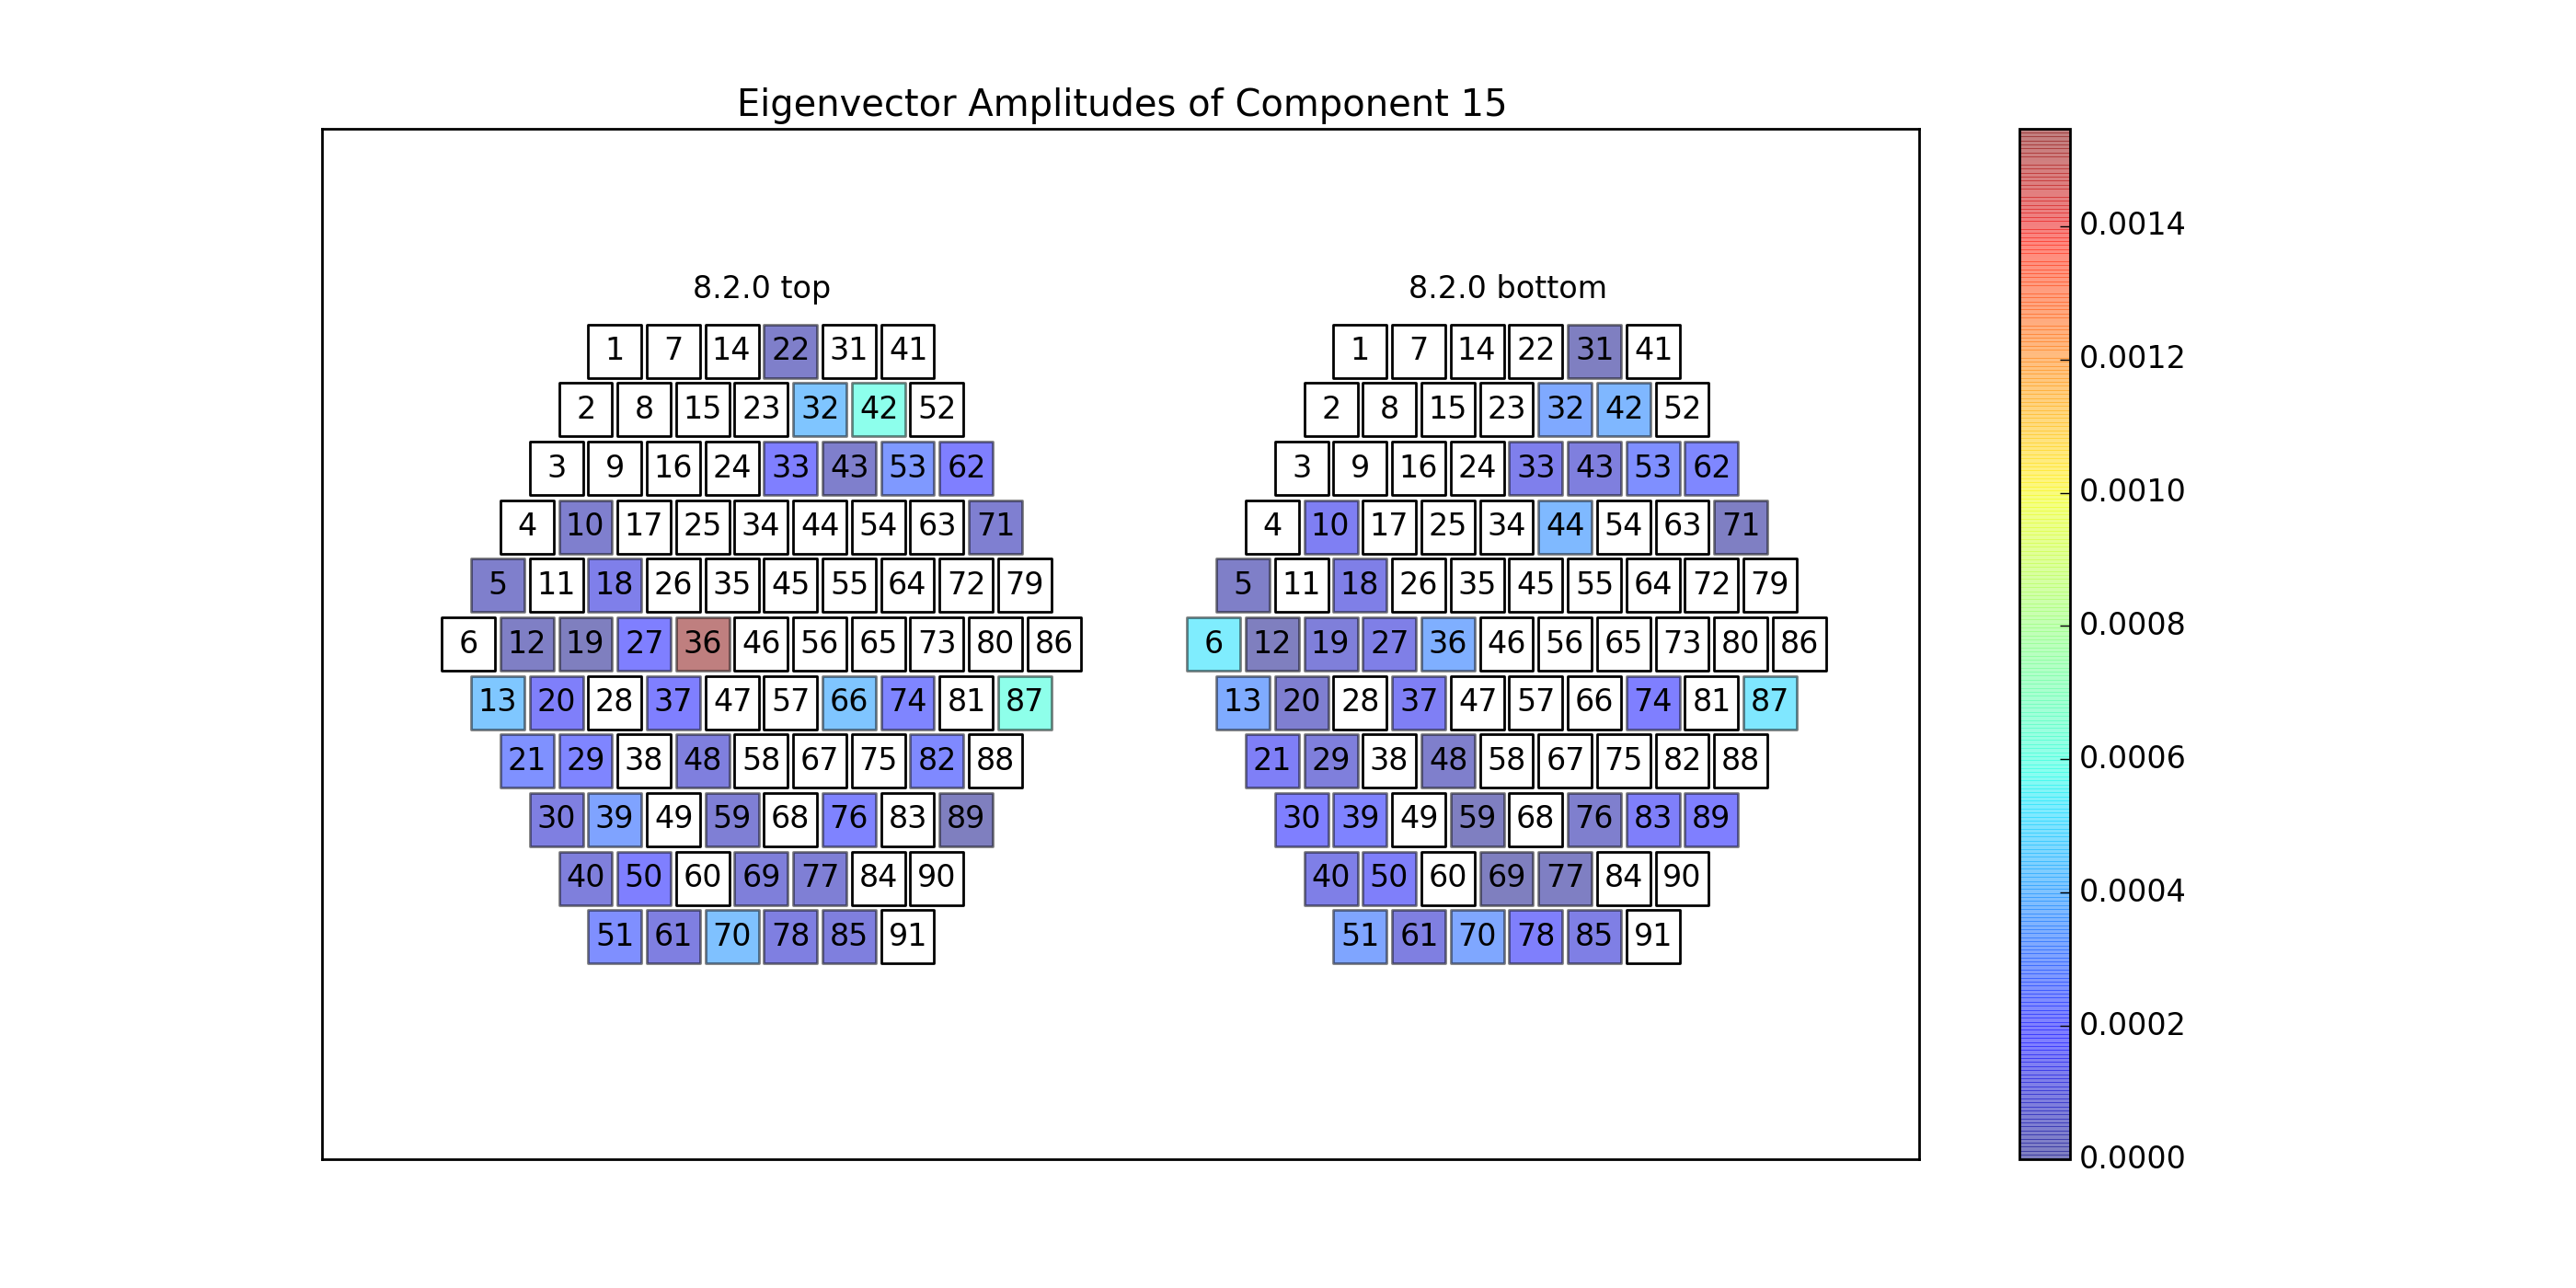 Eigenvector Amplitudes of Component 15
8.2.0 top
1 7 14 22 31 41
2 8 15 23 32 42 52
3 9 16 24 33 43 53 62
4 10 17 25 34 44 54 63 71
5 11 18 26 35 45 55 64 72 79
6 12 19 27 36 46 56 65 73 80 86
13 20 28 37 47 57 66 74 81 87
21 29 38 48 58 67 75 82 88
30 39 49 59 68 76 83 89
40 50 60 69 77 84 90
51 61 70 78 85 91
8.2.0 bottom
1 7 14 22 31 41
2 8 15 23 32 42 52
3 9 16 24 33 43 53 62
4 10 17 25 34 44 54 63 71
5 11 18 26 35 45 55 64 72 79
6 12 19 27 36 46 56 65 73 80 86
13 20 28 37 47 57 66 74 81 87
21 29 38 48 58 67 75 82 88
30 39 49 59 68 76 83 89
40 50 60 69 77 84 90
51 61 70 78 85 91
0.0014
0.0012
0.0010
0.0008
0.0006
0.0004
0.0002
0.0000